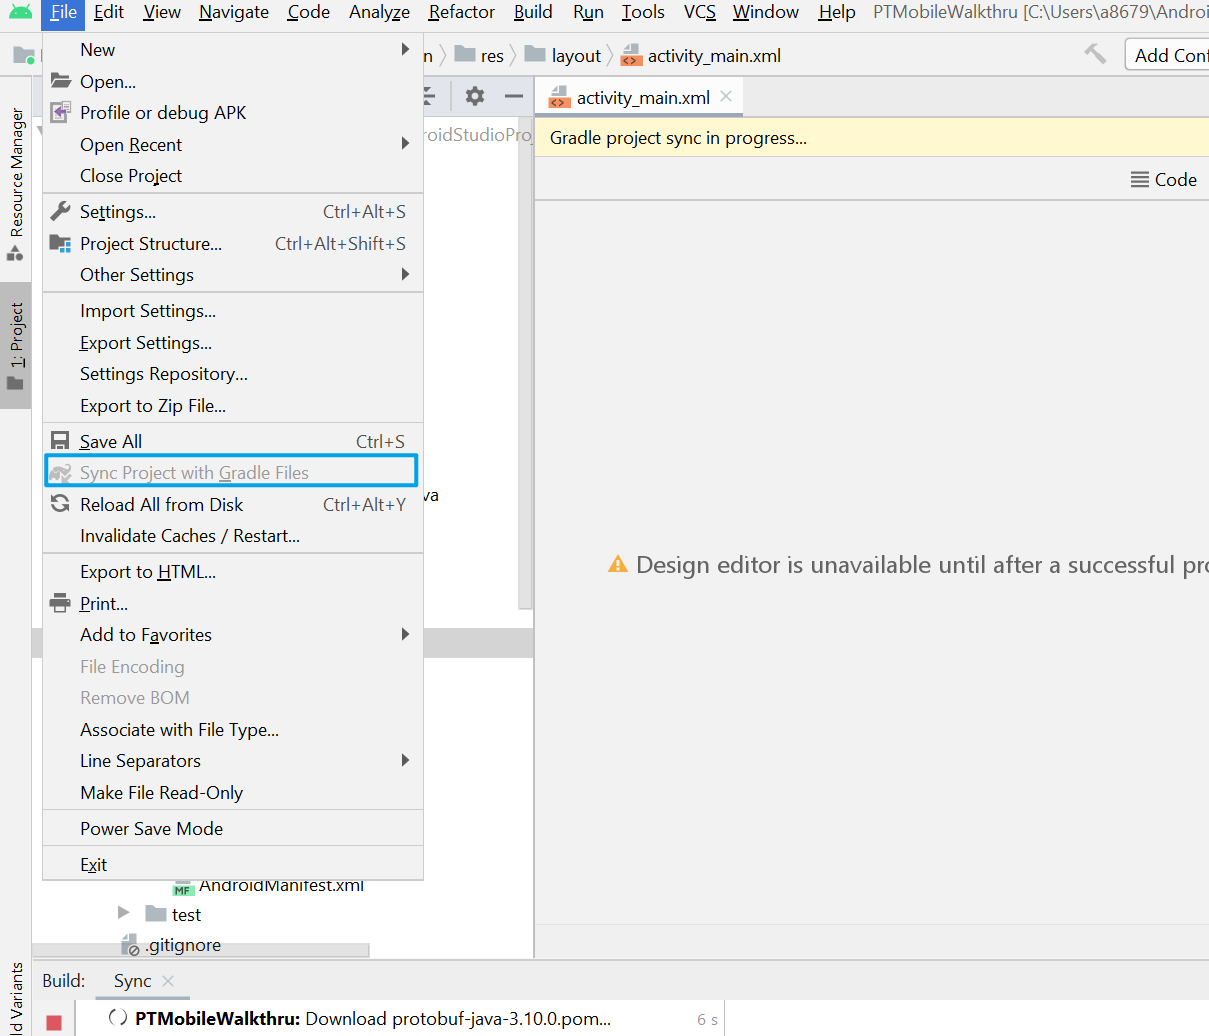 File Edit View Navigate Code Analyze Refactor Build Run Tools VCS Window Help PTMobileWalkthru [C:\Users\a8679\Android
n res layout activity_main.xml Add Conf
New
Open...
Profile or debug APK
Open Recent
Close Project
Settings... Ctrl+Alt+S
Project Structure... Ctrl+Alt+Shift+S
Other Settings
Import Settings...
Export Settings...
Settings Repository...
Export to Zip File...
Save All Ctrl+S
Sync Project with Gradle Files
Reload All from Disk Ctrl+Alt+Y
Invalidate Caches / Restart...
Export to HTML...
Print...
Add to Favorites
File Encoding
Remove BOM
Associate with File Type...
Line Separators
Make File Read-Only
Power Save Mode
Exit
Resource Manager
1: Project
ld Variants
roidStudioProj
va
activity_main.xml
Gradle project sync in progress...
Code
Design editor is unavailable until after a successful pro
MF AndroidManifest.xml
test
.gitignore
Build: Sync
PTMobileWalkthru: Download protobuf-java-3.10.0.pom... 6 s